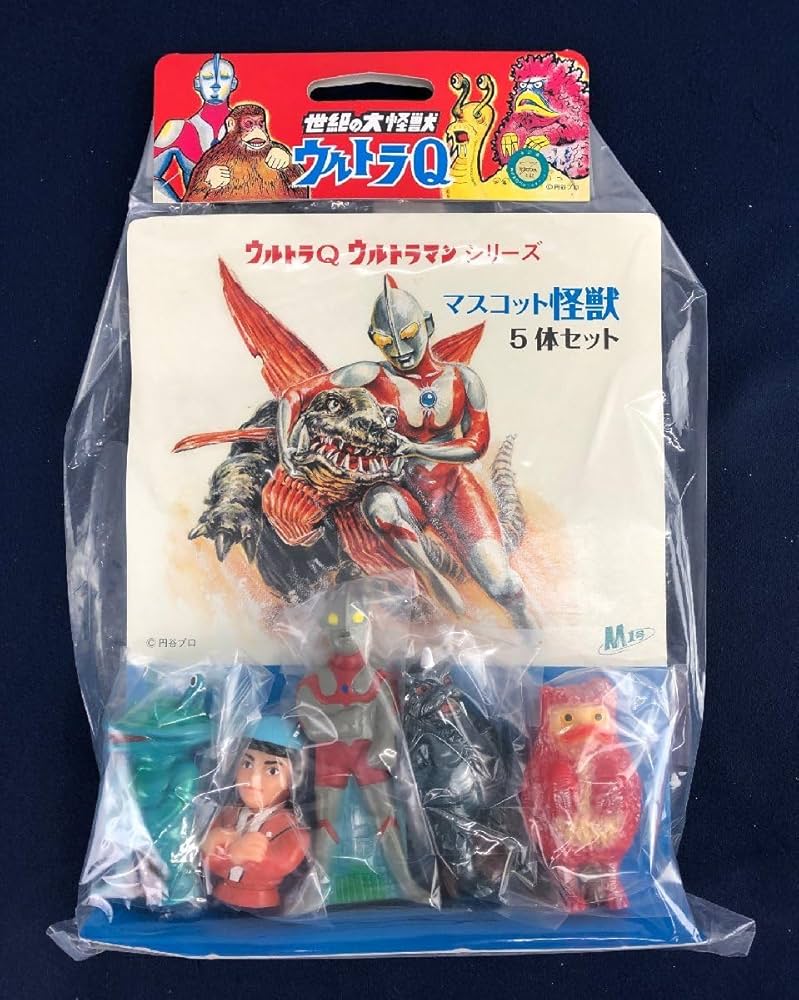 世紀の大怪獣
ウルトラQ
©円谷プロ
ウルトラQ ウルトラマン シリーズ
マスコット怪獣
5体セット
© 円谷プロ
M1号